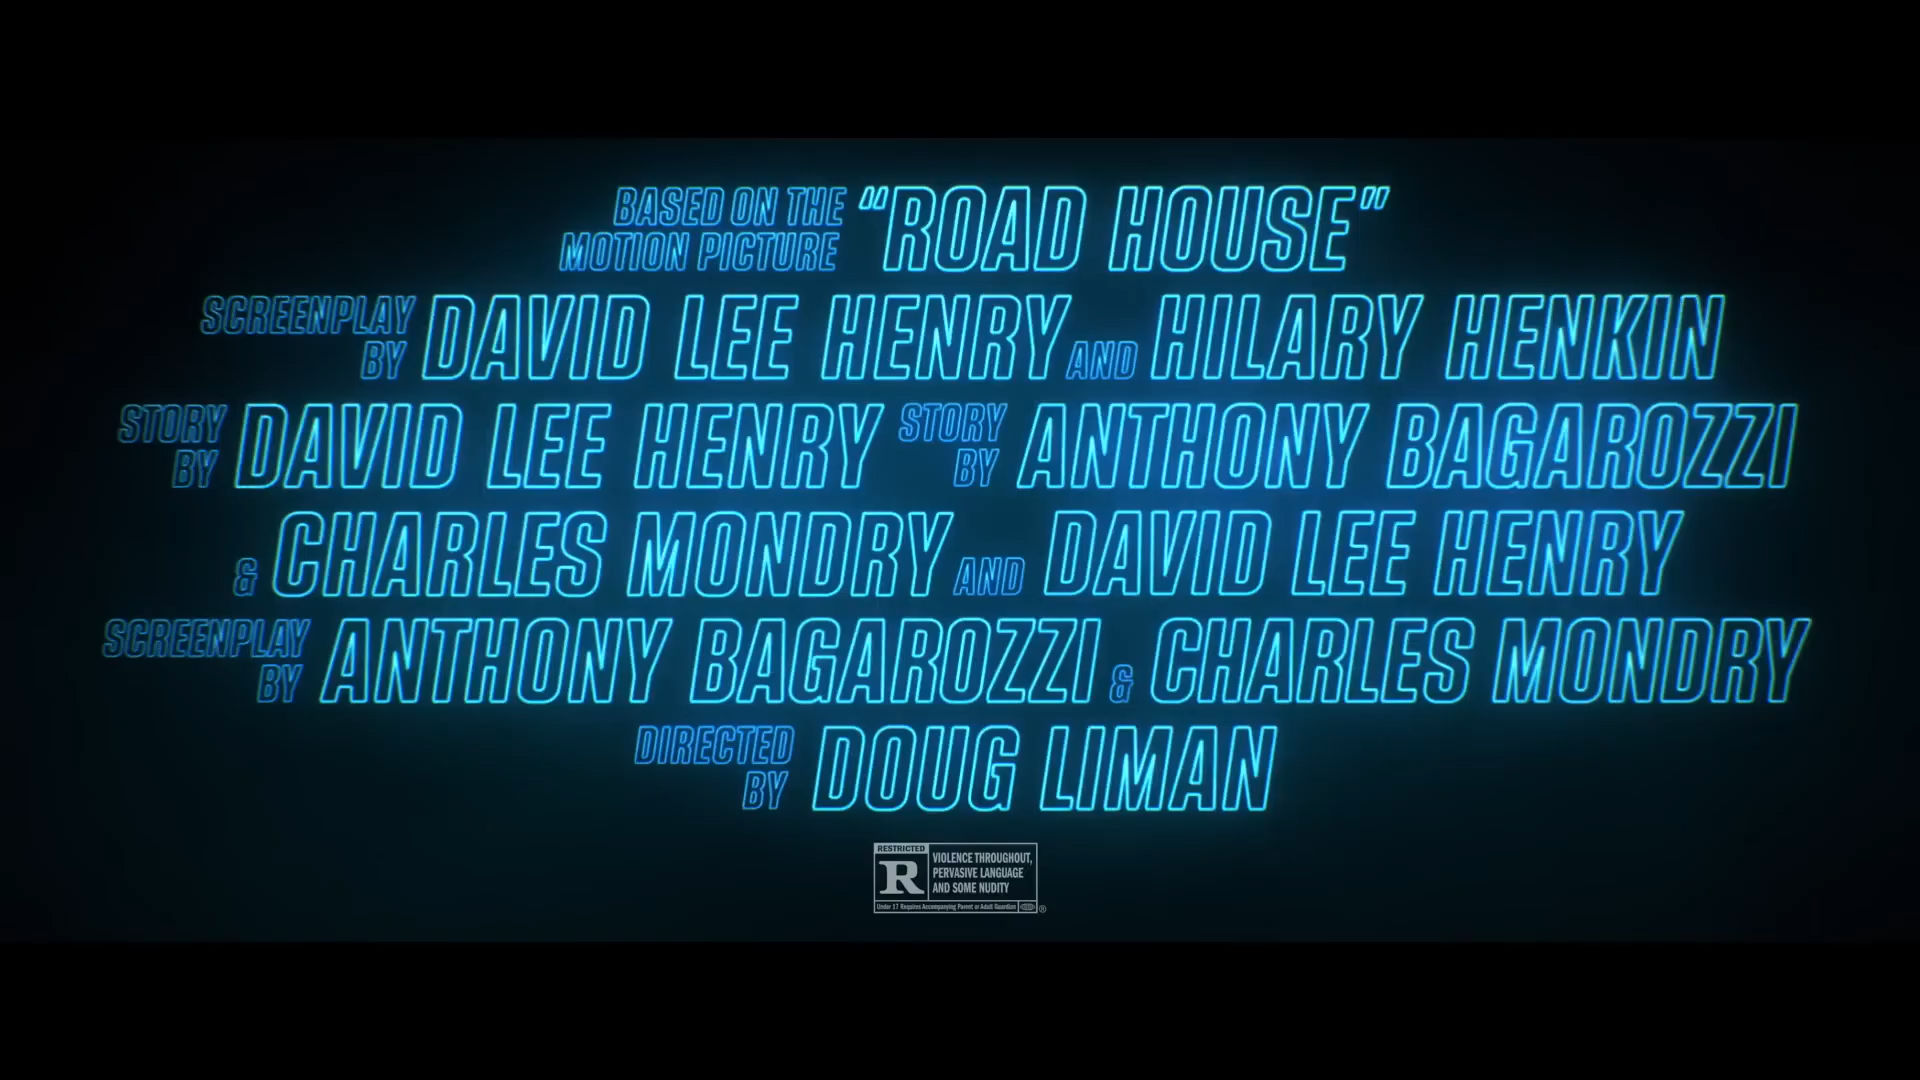 BASED ON THE MOTION PICTURE "ROAD HOUSE"
SCREENPLAY BY DAVID LEE HENRY AND HILARY HENKIN
STORY BY DAVID LEE HENRY STORY BY ANTHONY BAGAROZZI
& CHARLES MONDRY AND DAVID LEE HENRY
SCREENPLAY BY ANTHONY BAGAROZZI & CHARLES MONDRY
DIRECTED BY DOUG LIMAN
RESTRICTED
R
VIOLENCE THROUGHOUT,
PERVASIVE LANGUAGE
AND SOME NUDITY
Under 17 Requires Accompanying Parent or Adult Guardian
®